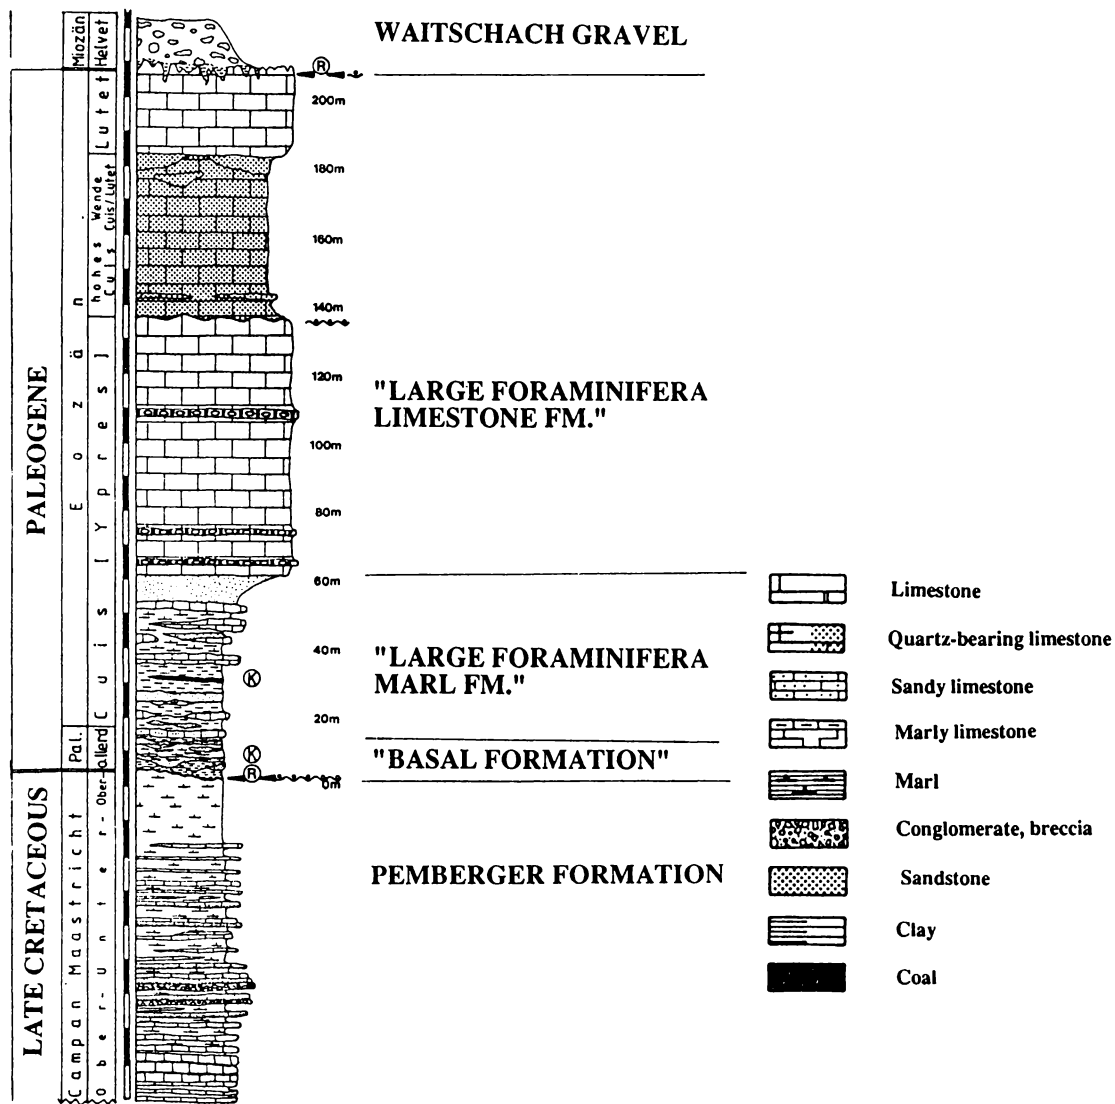 Miozän
Helvet
WAITSCHACH GRAVEL
R
200m
Lutet
180m
hohes Cuis
Wende Cuis/Lutet
160m
140m
PALEOGENE
Eozän
Cuis [Ypres]
120m
"LARGE FORAMINIFERA
LIMESTONE FM."
100m
80m
60m
40m
"LARGE FORAMINIFERA
MARL FM."
K
20m
Pal.
K
"BASAL FORMATION"
R
0m
LATE CRETACEOUS
Campan Maastricht
ober-unter-Ober-
PEMBERGER FORMATION
Limestone
Quartz-bearing limestone
Sandy limestone
Marly limestone
Marl
Conglomerate, breccia
Sandstone
Clay
Coal